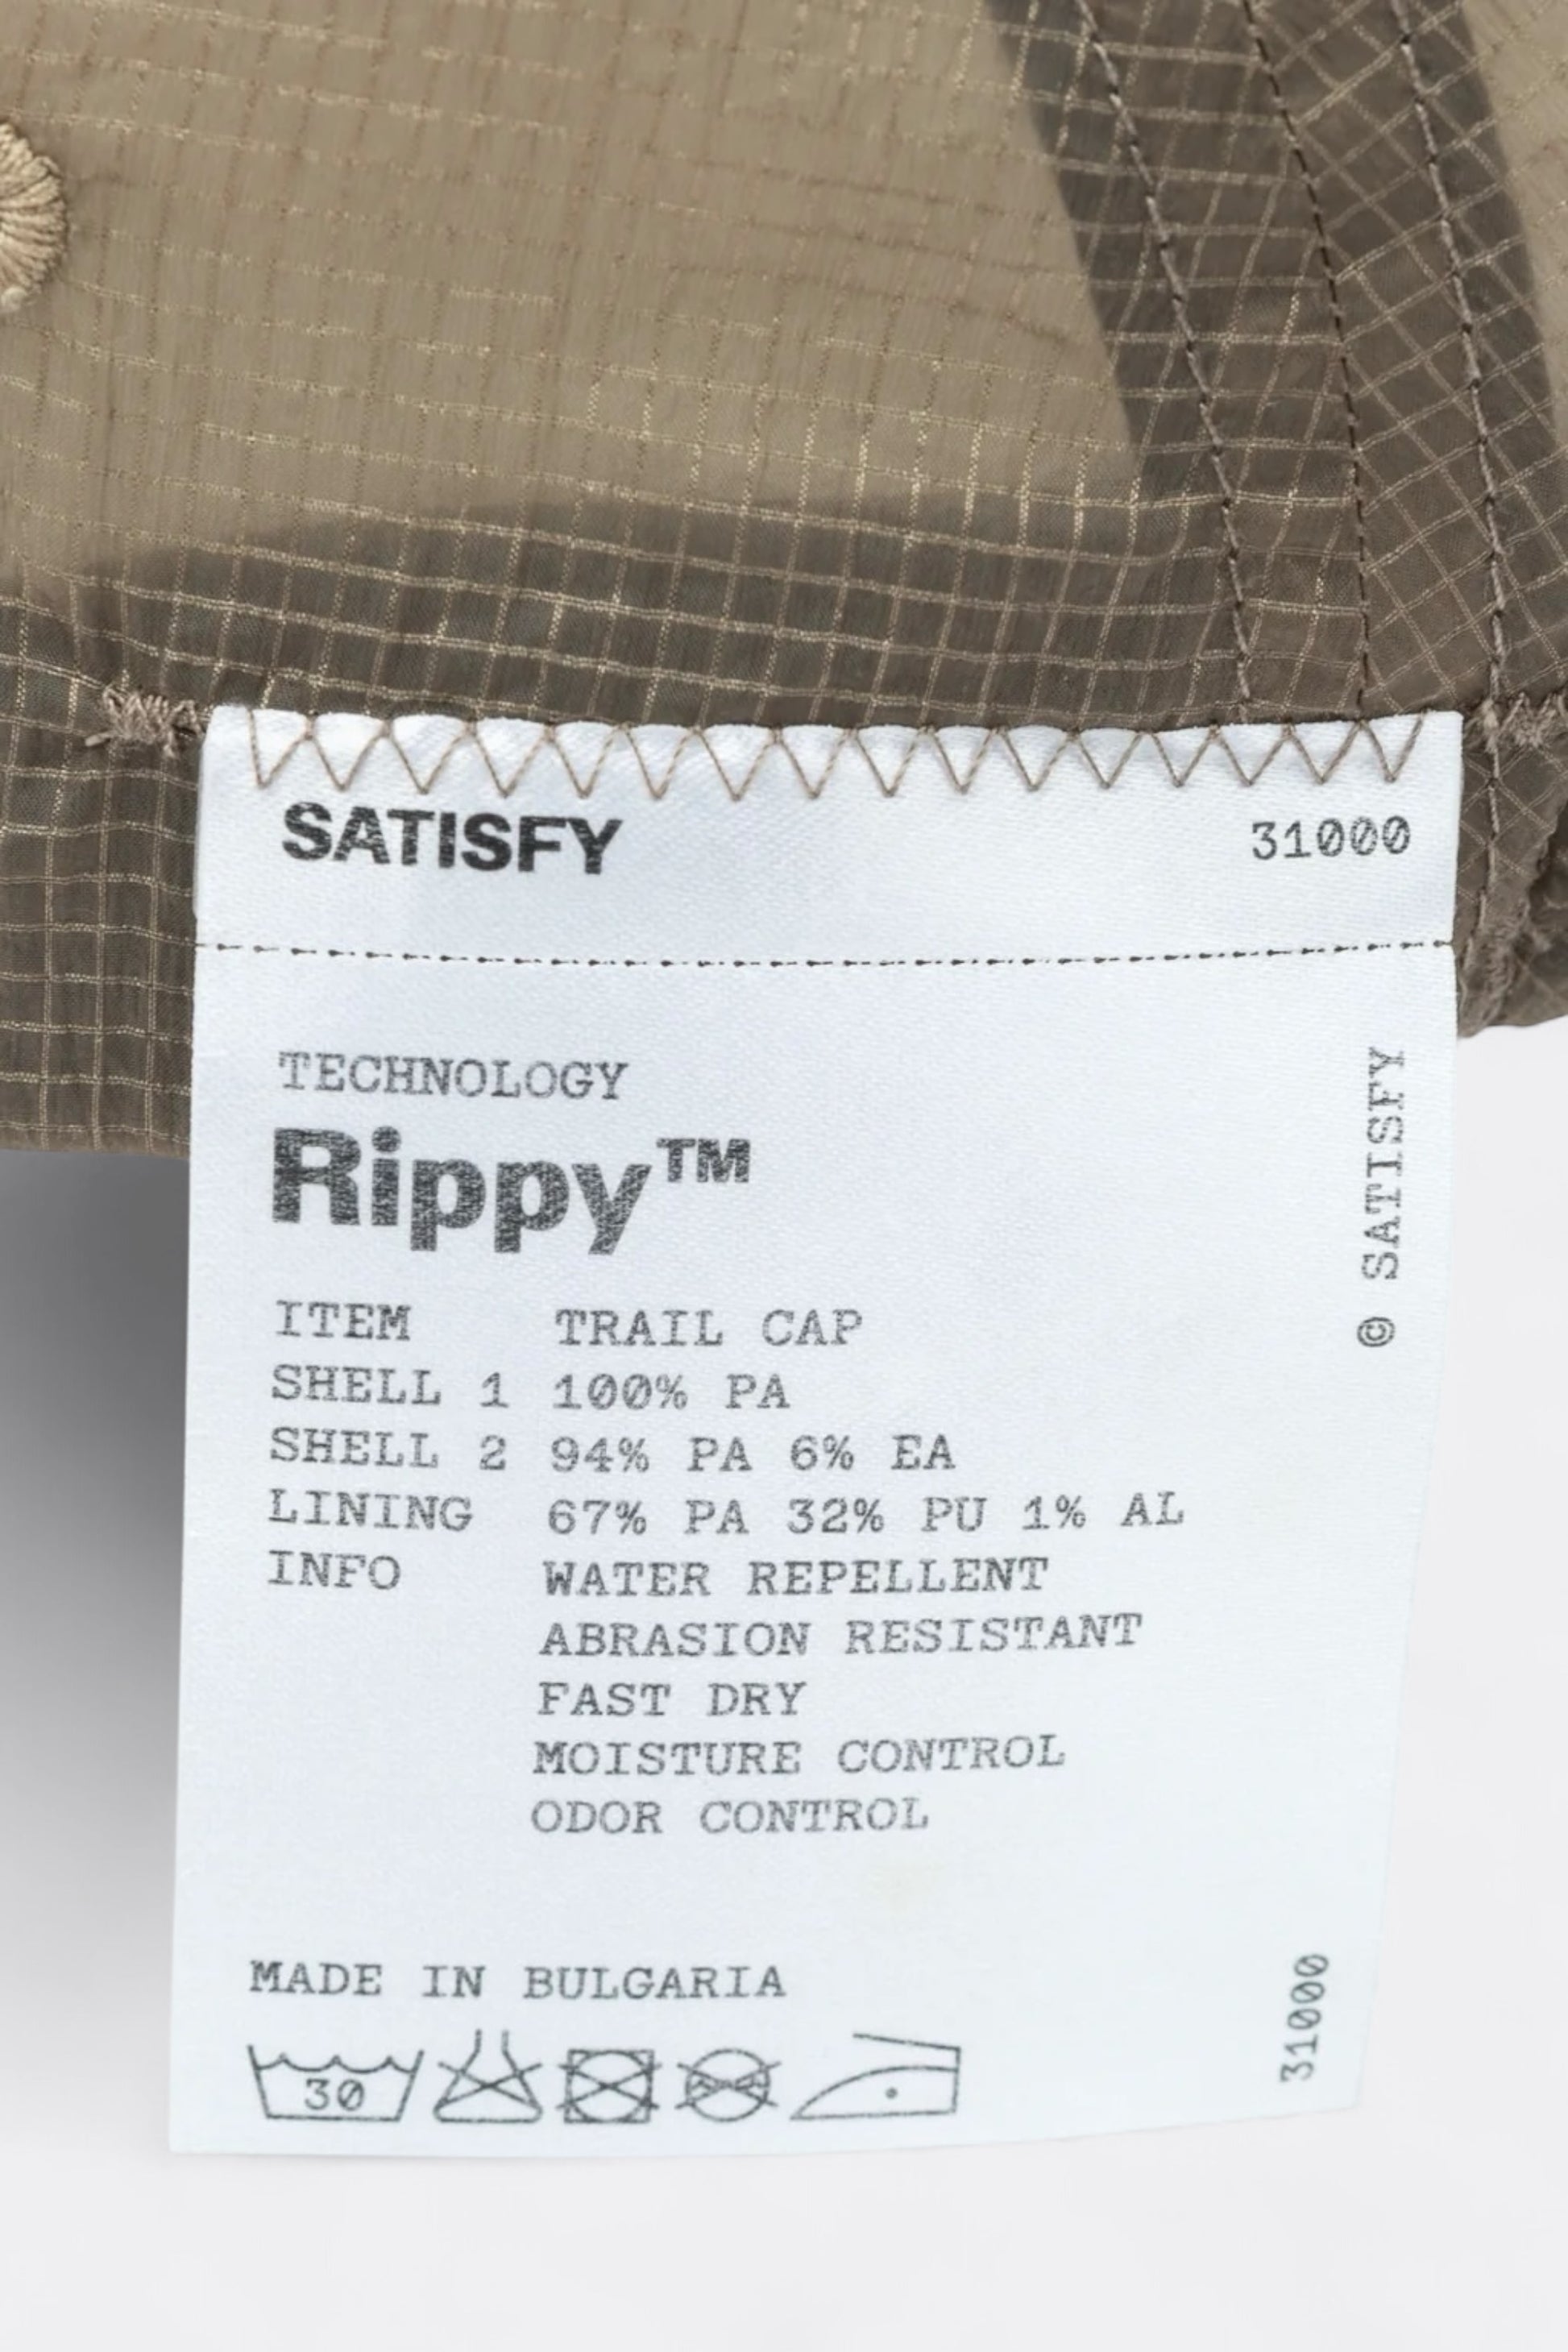 SATISFY 31000
TECHNOLOGY
Rippy™
ITEM TRAIL CAP
SHELL 1 100% PA
SHELL 2 94% PA 6% EA
LINING 67% PA 32% PU 1% AL
INFO WATER REPELLENT
ABRASION RESISTANT
FAST DRY
MOISTURE CONTROL
ODOR CONTROL
© SATISFY
MADE IN BULGARIA
30
31000